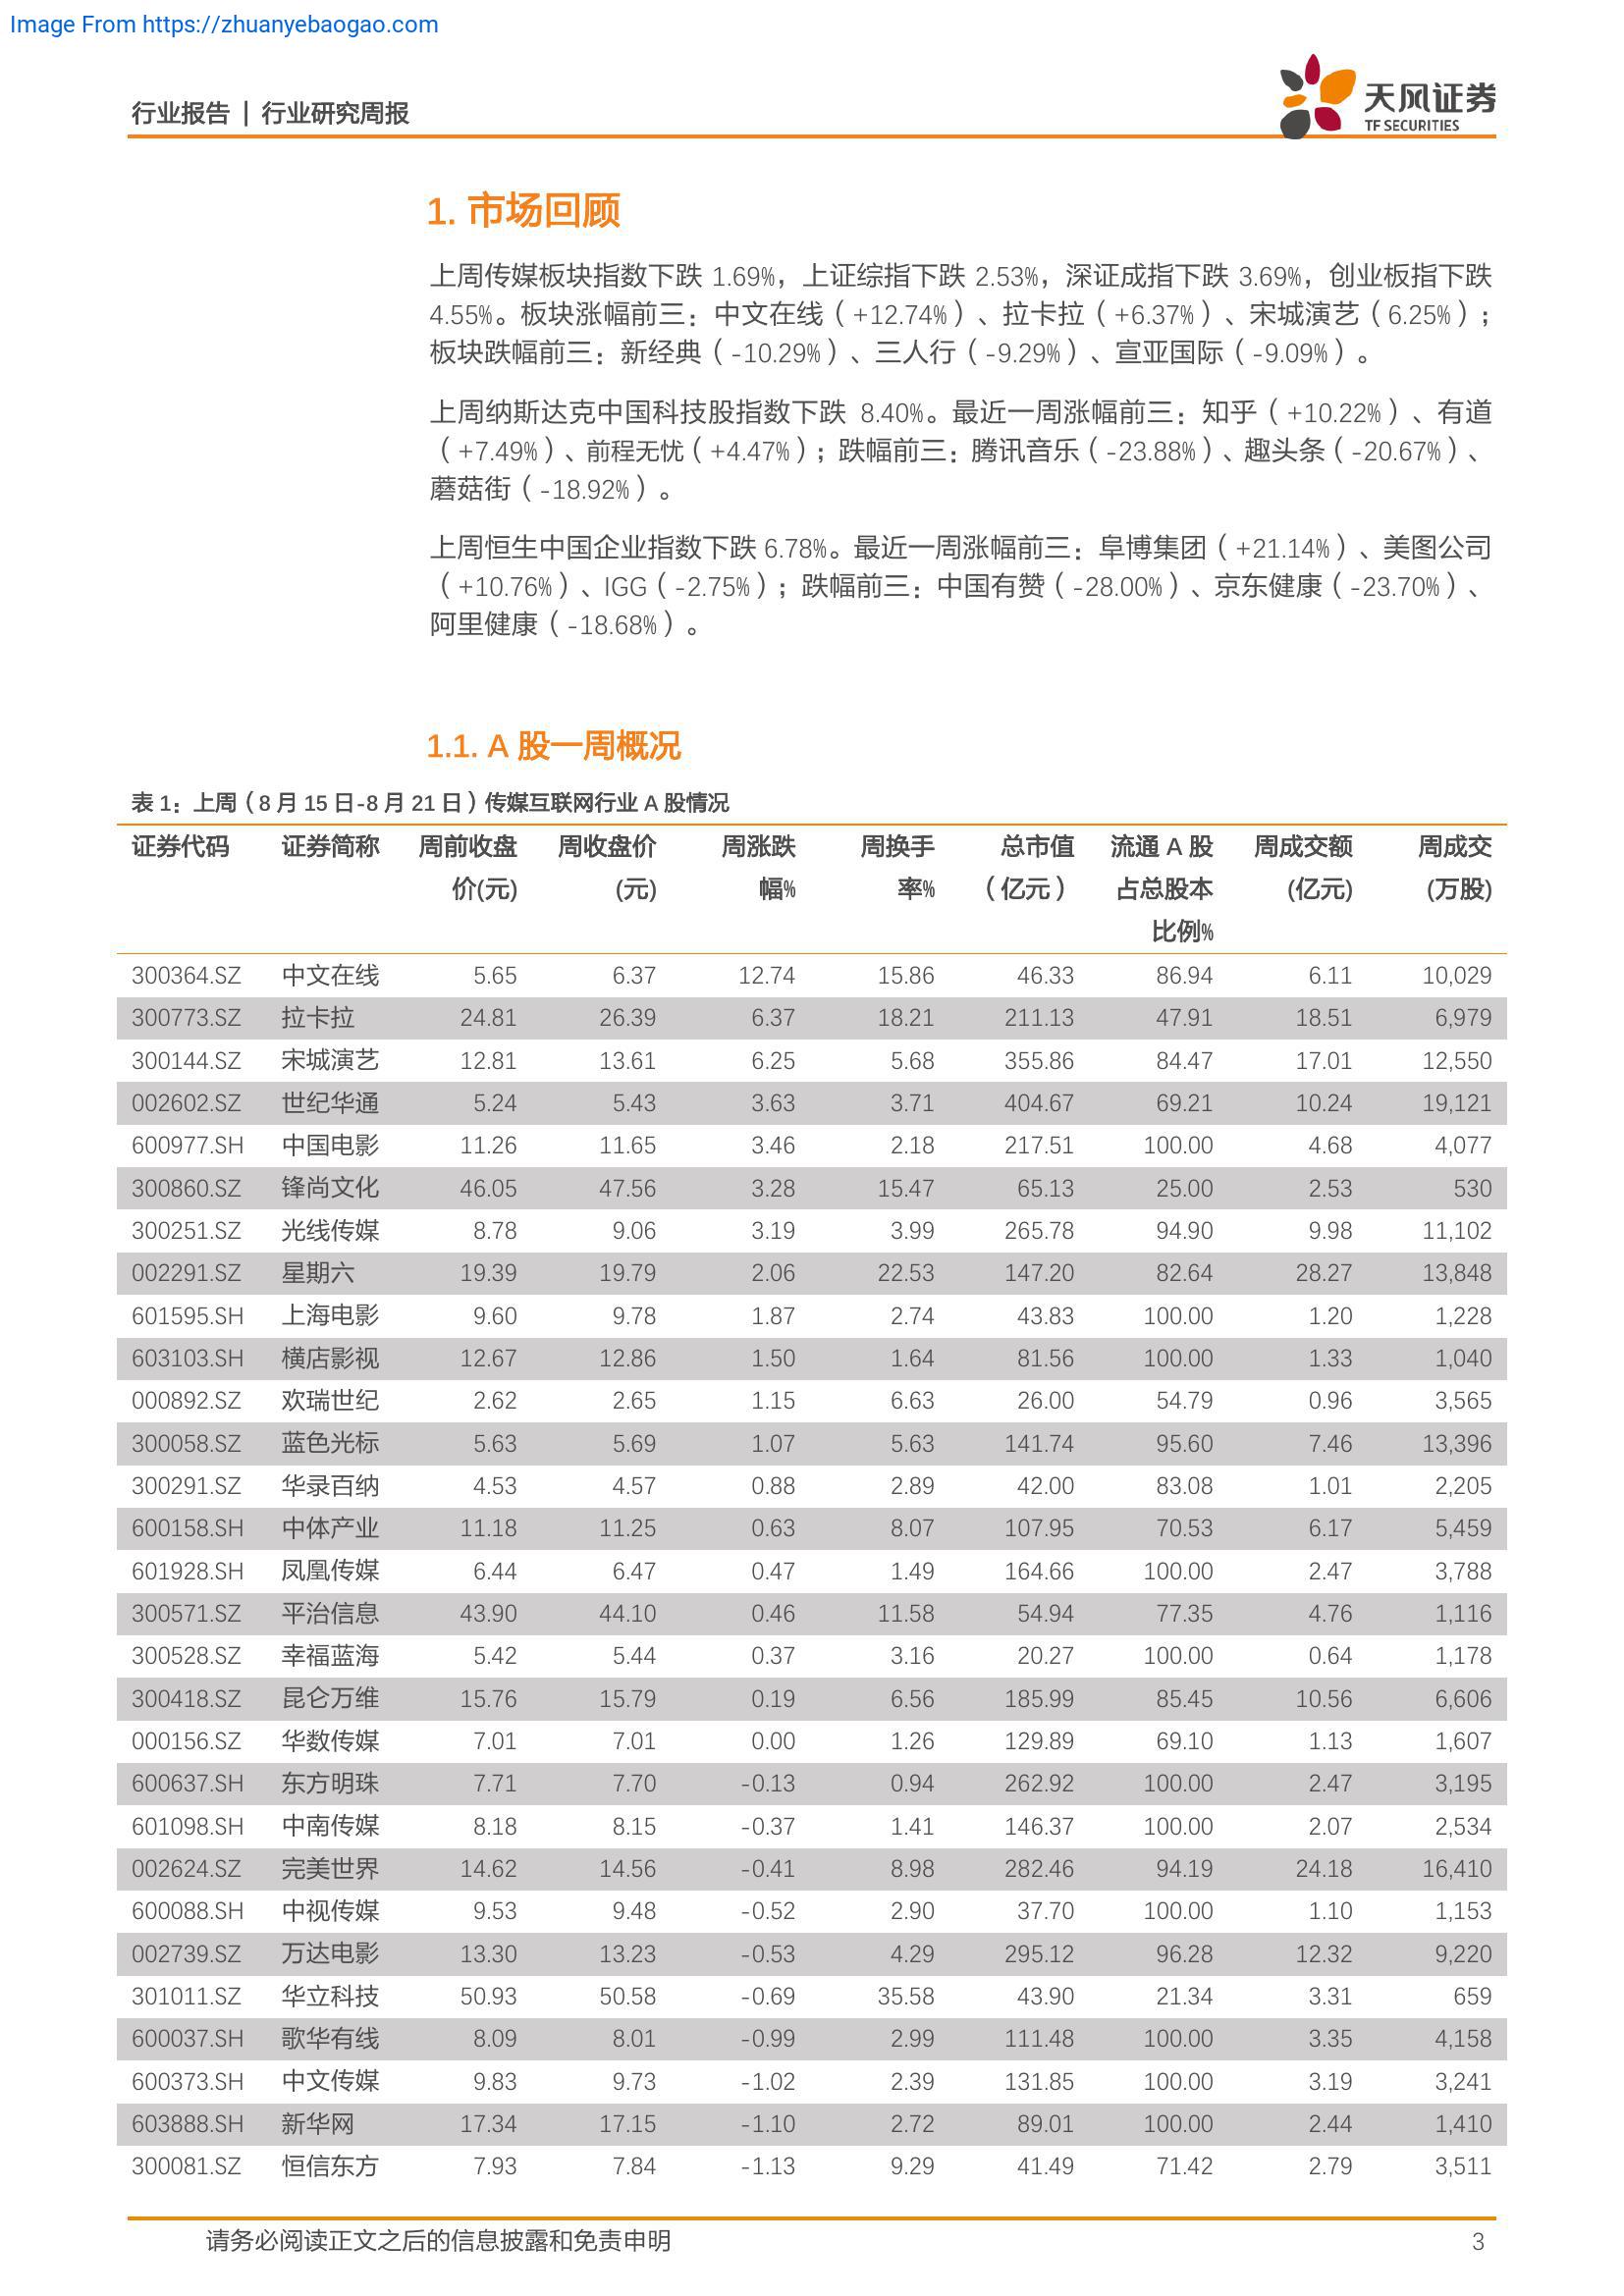 Image From https://zhuanyebaogao.com
行业报告 | 行业研究周报
天风证券
TF SECURITIES
1. 市场回顾
上周传媒板块指数下跌 1.69%，上证综指下跌 2.53%，深证成指下跌 3.69%，创业板指下跌
4.55%。板块涨幅前三：中文在线（+12.74%）、拉卡拉（+6.37%）、宋城演艺（6.25%）；
板块跌幅前三：新经典（-10.29%）、三人行（-9.29%）、宣亚国际（-9.09%）。
上周纳斯达克中国科技股指数下跌 8.40%。最近一周涨幅前三：知乎（+10.22%）、有道
（+7.49%）、前程无忧（+4.47%）；跌幅前三：腾讯音乐（-23.88%）、趣头条（-20.67%）、
蘑菇街（-18.92%）。
上周恒生中国企业指数下跌 6.78%。最近一周涨幅前三：阜博集团（+21.14%）、美图公司
（+10.76%）、IGG（-2.75%）；跌幅前三：中国有赞（-28.00%）、京东健康（-23.70%）、
阿里健康（-18.68%）。
1.1. A 股一周概况
表 1：上周（8 月 15 日-8 月 21 日）传媒互联网行业 A 股情况
证券代码 证券简称 周前收盘 周收盘价 周涨跌 周换手 总市值 流通 A 股 周成交额 周成交
价(元) (元) 幅% 率% （亿元） 占总股本 (亿元) (万股)
比例%
300364.SZ 中文在线 5.65 6.37 12.74 15.86 46.33 86.94 6.11 10,029
300773.SZ 拉卡拉 24.81 26.39 6.37 18.21 211.13 47.91 18.51 6,979
300144.SZ 宋城演艺 12.81 13.61 6.25 5.68 355.86 84.47 17.01 12,550
002602.SZ 世纪华通 5.24 5.43 3.63 3.71 404.67 69.21 10.24 19,121
600977.SH 中国电影 11.26 11.65 3.46 2.18 217.51 100.00 4.68 4,077
300860.SZ 锋尚文化 46.05 47.56 3.28 15.47 65.13 25.00 2.53 530
300251.SZ 光线传媒 8.78 9.06 3.19 3.99 265.78 94.90 9.98 11,102
002291.SZ 星期六 19.39 19.79 2.06 22.53 147.20 82.64 28.27 13,848
601595.SH 上海电影 9.60 9.78 1.87 2.74 43.83 100.00 1.20 1,228
603103.SH 横店影视 12.67 12.86 1.50 1.64 81.56 100.00 1.33 1,040
000892.SZ 欢瑞世纪 2.62 2.65 1.15 6.63 26.00 54.79 0.96 3,565
300058.SZ 蓝色光标 5.63 5.69 1.07 5.63 141.74 95.60 7.46 13,396
300291.SZ 华录百纳 4.53 4.57 0.88 2.89 42.00 83.08 1.01 2,205
600158.SH 中体产业 11.18 11.25 0.63 8.07 107.95 70.53 6.17 5,459
601928.SH 凤凰传媒 6.44 6.47 0.47 1.49 164.66 100.00 2.47 3,788
300571.SZ 平治信息 43.90 44.10 0.46 11.58 54.94 77.35 4.76 1,116
300528.SZ 幸福蓝海 5.42 5.44 0.37 3.16 20.27 100.00 0.64 1,178
300418.SZ 昆仑万维 15.76 15.79 0.19 6.56 185.99 85.45 10.56 6,606
000156.SZ 华数传媒 7.01 7.01 0.00 1.26 129.89 69.10 1.13 1,607
600637.SH 东方明珠 7.71 7.70 -0.13 0.94 262.92 100.00 2.47 3,195
601098.SH 中南传媒 8.18 8.15 -0.37 1.41 146.37 100.00 2.07 2,534
002624.SZ 完美世界 14.62 14.56 -0.41 8.98 282.46 94.19 24.18 16,410
600088.SH 中视传媒 9.53 9.48 -0.52 2.90 37.70 100.00 1.10 1,153
002739.SZ 万达电影 13.30 13.23 -0.53 4.29 295.12 96.28 12.32 9,220
301011.SZ 华立科技 50.93 50.58 -0.69 35.58 43.90 21.34 3.31 659
600037.SH 歌华有线 8.09 8.01 -0.99 2.99 111.48 100.00 3.35 4,158
600373.SH 中文传媒 9.83 9.73 -1.02 2.39 131.85 100.00 3.19 3,241
603888.SH 新华网 17.34 17.15 -1.10 2.72 89.01 100.00 2.44 1,410
300081.SZ 恒信东方 7.93 7.84 -1.13 9.29 41.49 71.42 2.79 3,511
请务必阅读正文之后的信息披露和免责申明 3